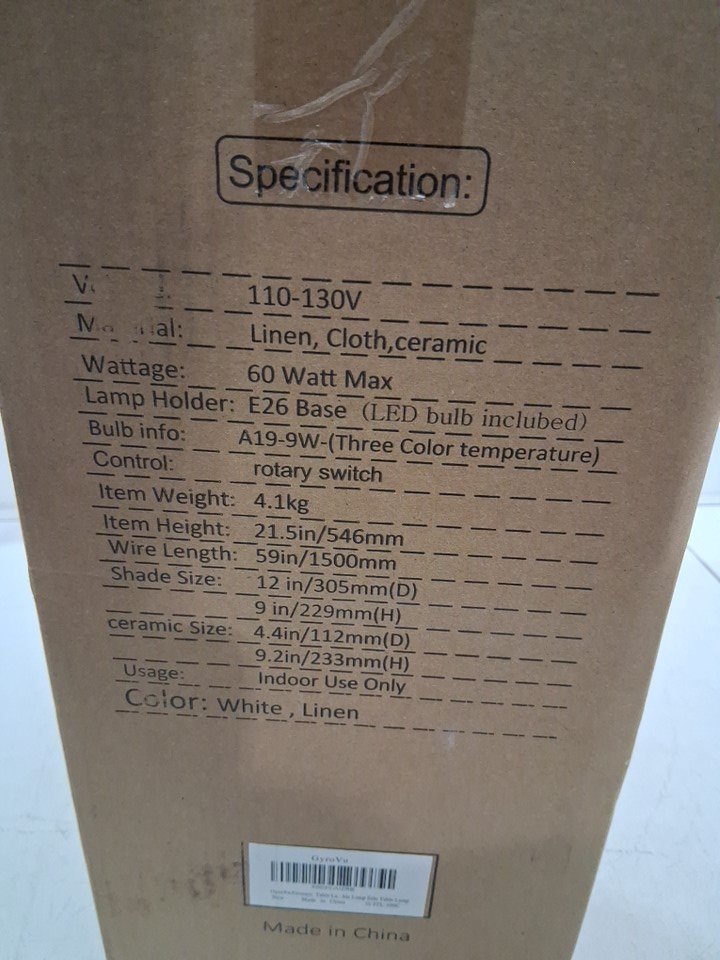 Specification:
110-130V
Linen, Cloth,ceramic
Wattage: 60 Watt Max
Lamp Holder: E26 Base (LED bulb inclubed)
Bulb info: A19-9W-(Three Color temperature)
Control: rotary switch
Item Weight: 4.1kg
Item Height: 21.5in/546mm
Wire Length: 59in/1500mm
Shade Size: 12 in/305mm(D)
9 in/229mm(H)
ceramic Size: 4.4in/112mm(D)
9.2in/233mm(H)
Usage: Indoor Use Only
Color: White , Linen
GyroVu
Made in China